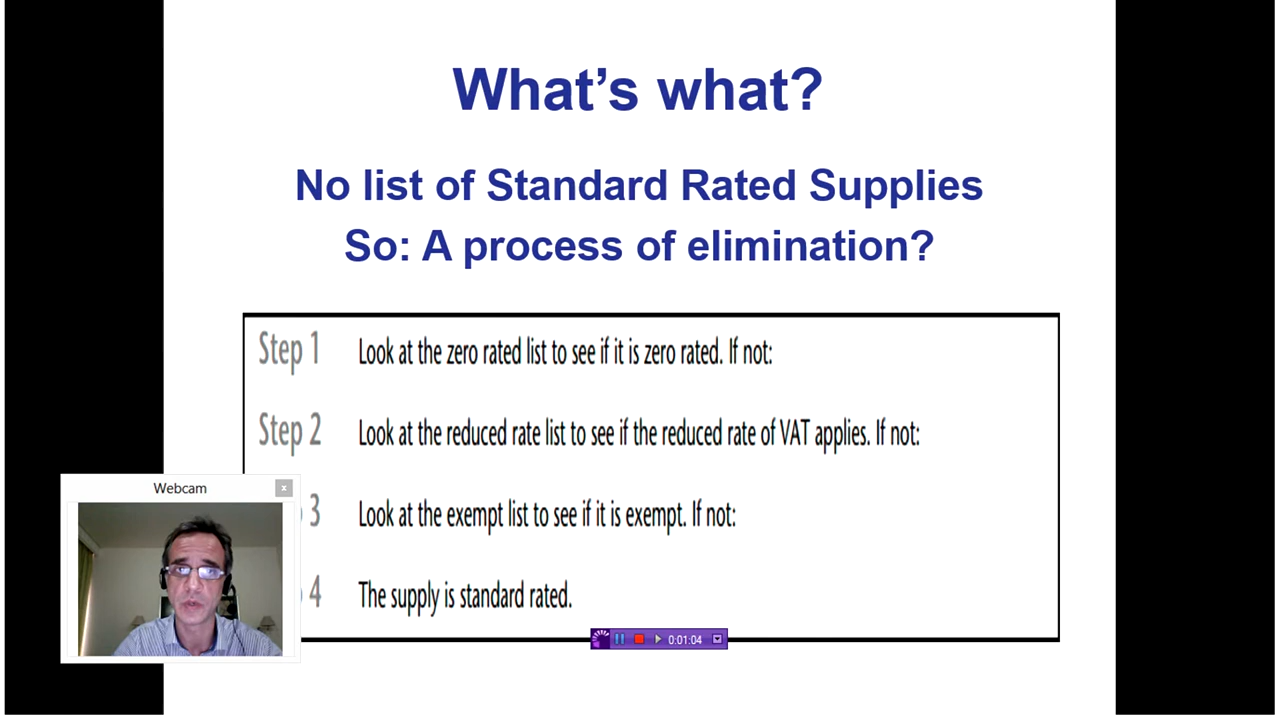 What's what?
No list of Standard Rated Supplies
So: A process of elimination?
Step 1 Look at the zero rated list to see if it is zero rated. If not:
Step 2 Look at the reduced rate list to see if the reduced rate of VAT applies. If not:
3 Look at the exempt list to see if it is exempt. If not:
4 The supply is standard rated.
Webcam x
0:01:04